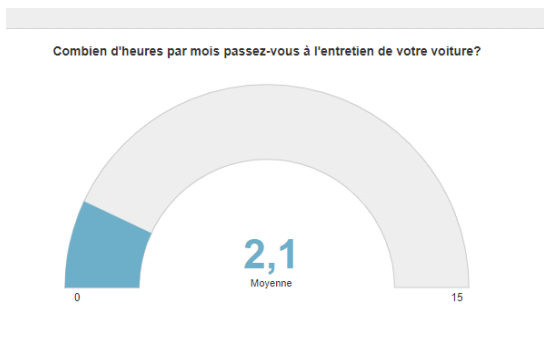 Combien d'heures par mois passez-vous à l'entretien de votre voiture?
2,1
Moyenne
0
15